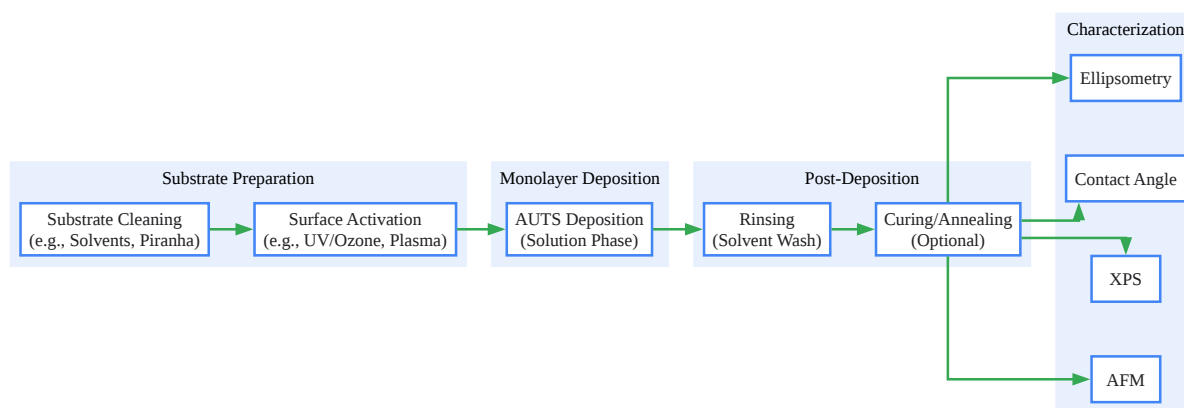 Characterization
Ellipsometry
Contact Angle
Substrate Preparation
Monolayer Deposition
Post-Deposition
Substrate Cleaning
(e.g., Solvents, Piranha)
Surface Activation
(e.g., UV/Ozone, Plasma)
AUTS Deposition
(Solution Phase)
Rinsing
(Solvent Wash)
Curing/Annealing
(Optional)
XPS
AFM